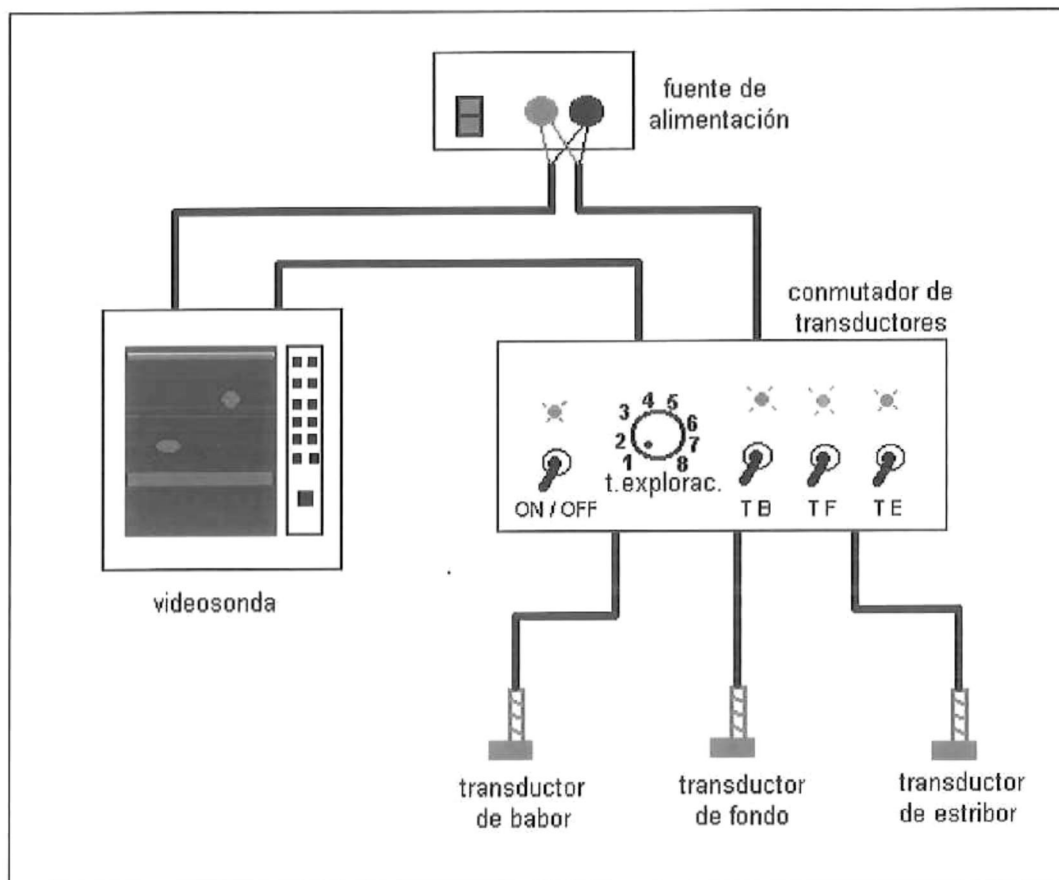 fuente de
alimentación
conmutador de
transductores
4 5
3 6
2 7
1 8
t.explorac.
ON / OFF
T B
T F
T E
videosonda
transductor
de babor
transductor
de fondo
transductor
de estribor